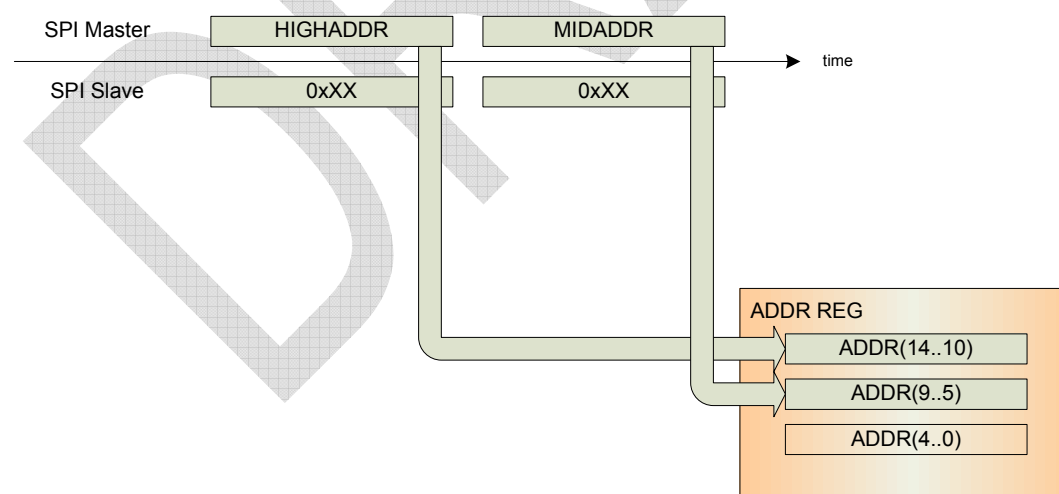 SPI Master HIGHADDR MIDADDR
time
SPI Slave 0xXX 0xXX
ADDR REG
ADDR(14..10)
ADDR(9..5)
ADDR(4..0)